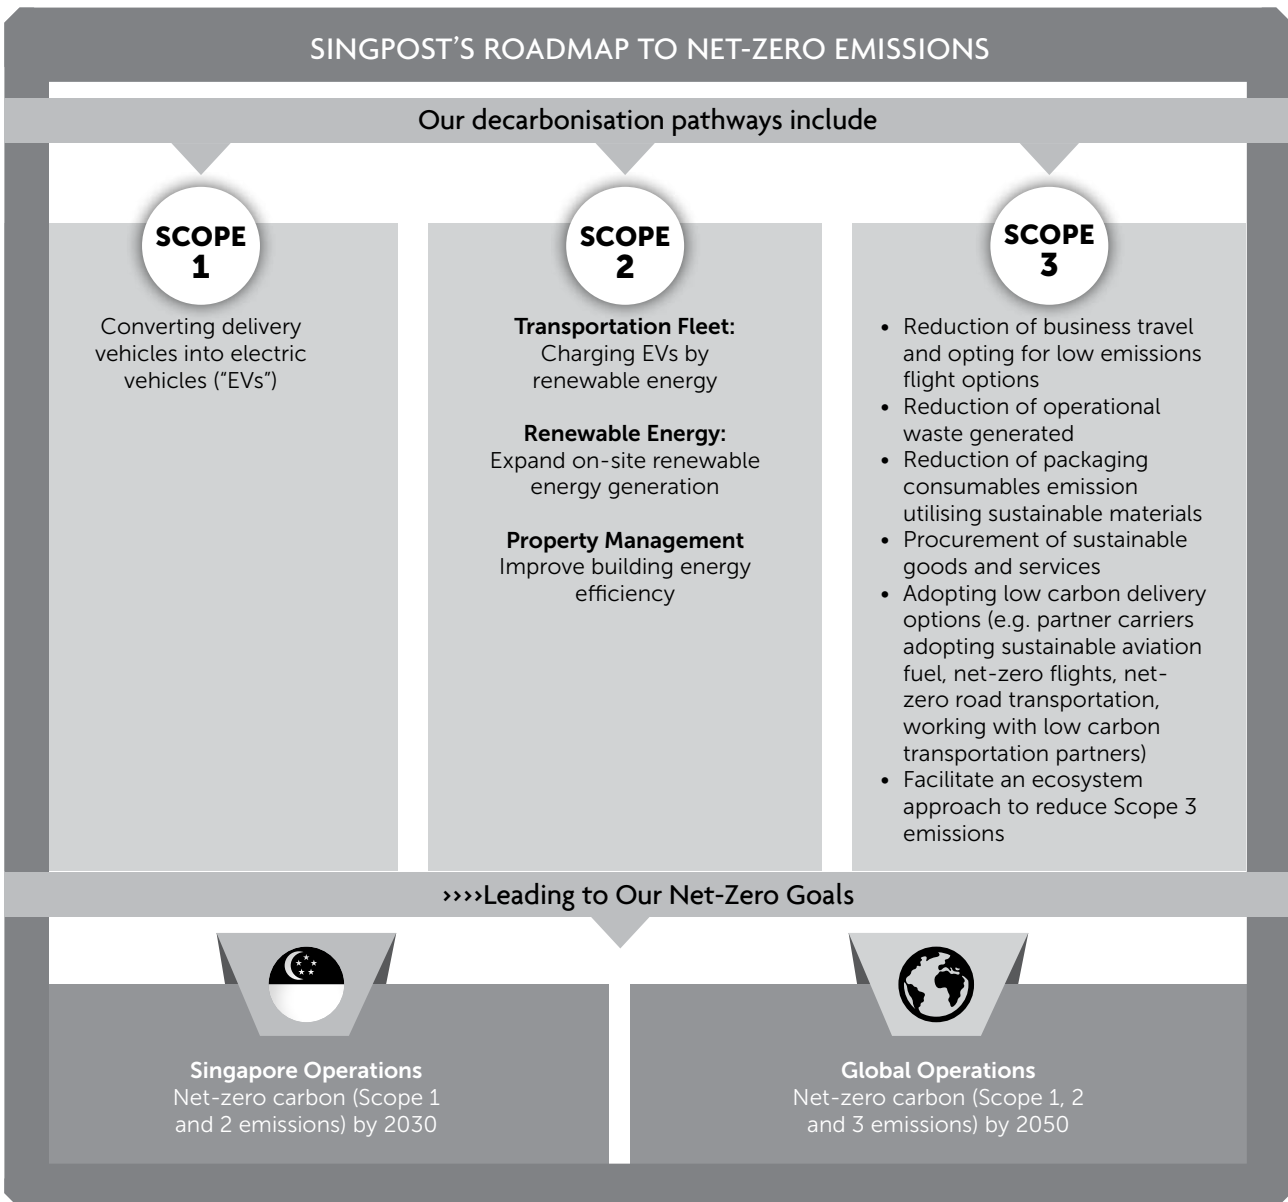 SINGPOST'S ROADMAP TO NET-ZERO EMISSIONS
Our decarbonisation pathways include
SCOPE
1
Converting delivery
vehicles into electric
vehicles (“EVs”)
SCOPE
2
Transportation Fleet:
Charging EVs by
renewable energy
Renewable Energy:
Expand on-site renewable
energy generation
Property Management
Improve building energy
efficiency
SCOPE
3
• Reduction of business travel
and opting for low emissions
flight options
• Reduction of operational
waste generated
• Reduction of packaging
consumables emission
utilising sustainable materials
• Procurement of sustainable
goods and services
• Adopting low carbon delivery
options (e.g. partner carriers
adopting sustainable aviation
fuel, net-zero flights, net-
zero road transportation,
working with low carbon
transportation partners)
• Facilitate an ecosystem
approach to reduce Scope 3
emissions
››››Leading to Our Net-Zero Goals
Singapore Operations
Net-zero carbon (Scope 1
and 2 emissions) by 2030
Global Operations
Net-zero carbon (Scope 1, 2
and 3 emissions) by 2050